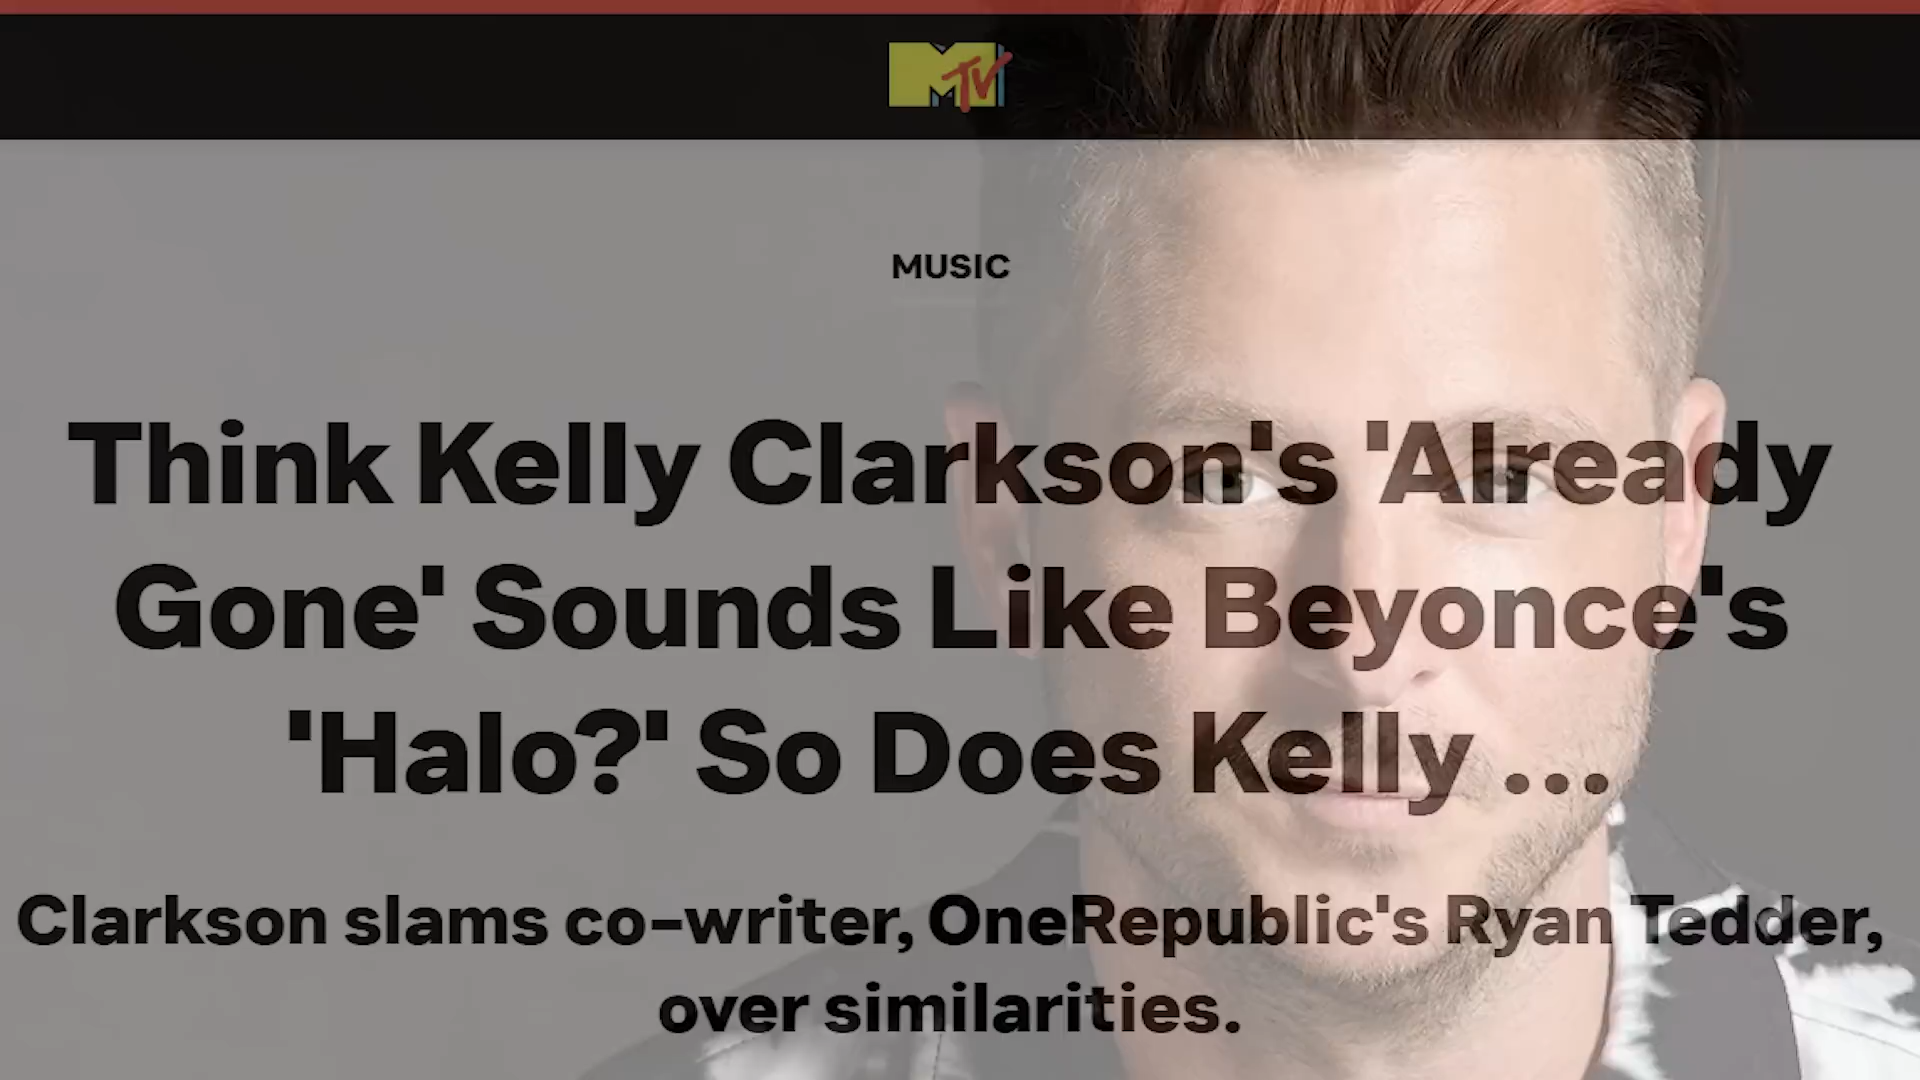 MTV
MUSIC
Think Kelly Clarkson's 'Already
Gone' Sounds Like Beyonce's
'Halo?' So Does Kelly ...
Clarkson slams co-writer, OneRepublic's Ryan Tedder,
over similarities.